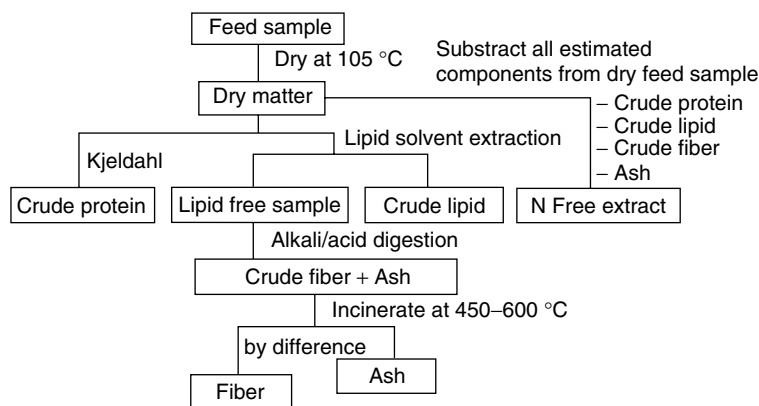 Feed sample
Dry at 105 °C
Substract all estimated
components from dry feed sample
Dry matter
– Crude protein
– Crude lipid
– Crude fiber
– Ash
Kjeldahl
Lipid solvent extraction
Crude protein
Lipid free sample
Crude lipid
N Free extract
Alkali/acid digestion
Crude fiber + Ash
Incinerate at 450–600 °C
by difference
Ash
Fiber